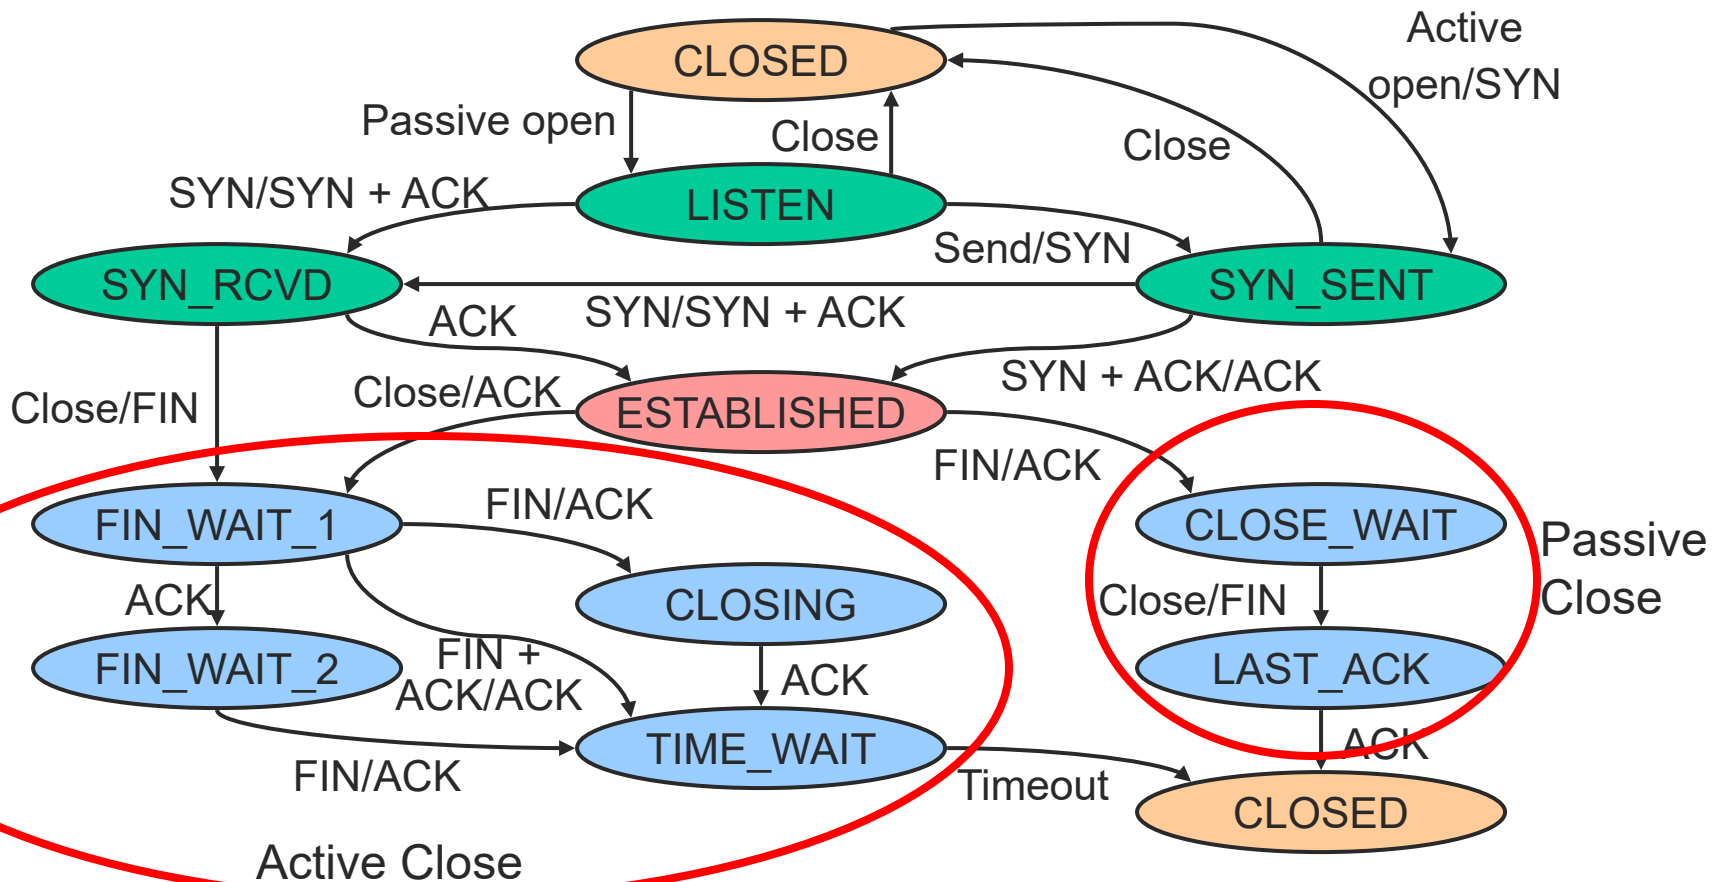 CLOSED
Active
open/SYN
Passive open
Close
Close
SYN/SYN + ACK
LISTEN
Send/SYN
SYN_RCVD
SYN_SENT
SYN/SYN + ACK
ACK
SYN + ACK/ACK
Close/FIN
Close/ACK
ESTABLISHED
FIN/ACK
FIN_WAIT_1
FIN/ACK
CLOSE_WAIT
Passive
Close
ACK
CLOSING
Close/FIN
FIN_WAIT_2
FIN +
ACK/ACK
ACK
LAST_ACK
FIN/ACK
TIME_WAIT
ACK
Timeout
CLOSED
Active Close